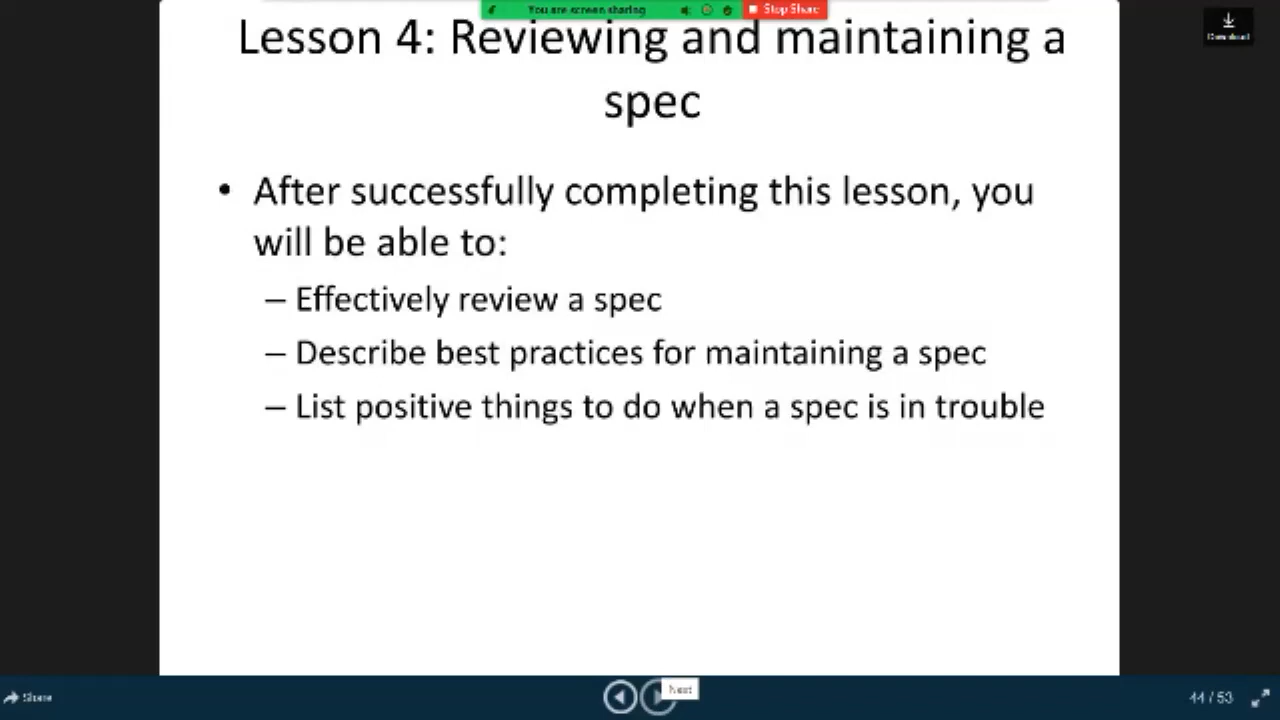 You are screen sharing
Stop Share
Download
Lesson 4: Reviewing and maintaining a
spec
• After successfully completing this lesson, you
will be able to:
– Effectively review a spec
– Describe best practices for maintaining a spec
– List positive things to do when a spec is in trouble
Share
Next
44 / 53